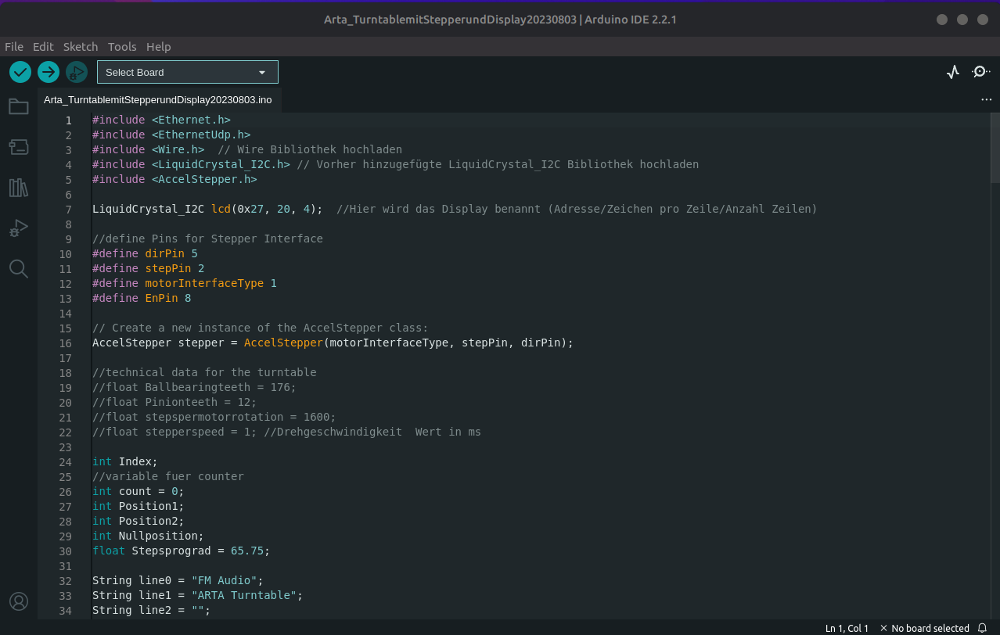 Arta_TurntablemitStepperundDisplay20230803 | Arduino IDE 2.2.1
File Edit Sketch Tools Help
Select Board
Arta_TurntablemitStepperundDisplay20230803.ino
1 #include <Ethernet.h>
2 #include <EthernetUdp.h>
3 #include <Wire.h>  // Wire Bibliothek hochladen
4 #include <LiquidCrystal_I2C.h> // Vorher hinzugefügte LiquidCrystal_I2C Bibliothek hochladen
5 #include <AccelStepper.h>
6
7 LiquidCrystal_I2C lcd(0x27, 20, 4);  //Hier wird das Display benannt (Adresse/Zeichen pro Zeile/Anzahl Zeilen)
8
9 //define Pins for Stepper Interface
10 #define dirPin 5
11 #define stepPin 2
12 #define motorInterfaceType 1
13 #define EnPin 8
14
15 // Create a new instance of the AccelStepper class:
16 AccelStepper stepper = AccelStepper(motorInterfaceType, stepPin, dirPin);
17
18 //technical data for the turntable
19 //float Ballbearingteeth = 176;
20 //float Pinionteeth = 12;
21 //float stepspermotorrotation = 1600;
22 //float stepperspeed = 1; //Drehgeschwindigkeit  Wert in ms
23
24 int Index;
25 //variable fuer counter
26 int count = 0;
27 int Position1;
28 int Position2;
29 int Nullposition;
30 float Stepsprograd = 65.75;
31
32 String line0 = "FM Audio";
33 String line1 = "ARTA Turntable";
34 String line2 = "";
Ln 1, Col 1 × No board selected